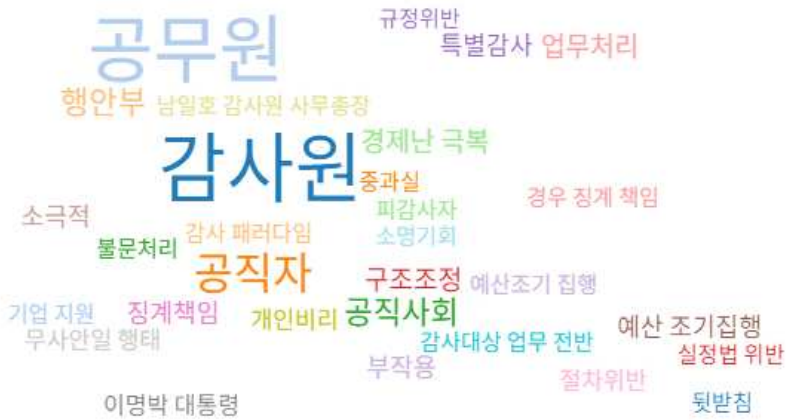 규정위반
공무원
특별감사 업무처리
행안부 남일호 감사원 사무총장
감사원 경제난 극복
중과실
경우 징계 책임
피감사자
소극적
감사 패러다임 소명기회
불문처리
공직자 구조조정 예산조기 집행
기업 지원 징계책임 개인비리 공직사회
예산 조기집행
무사안일 행태 감사대상 업무 전반
실정법 위반
부작용
절차위반
이명박 대통령 뒷받침